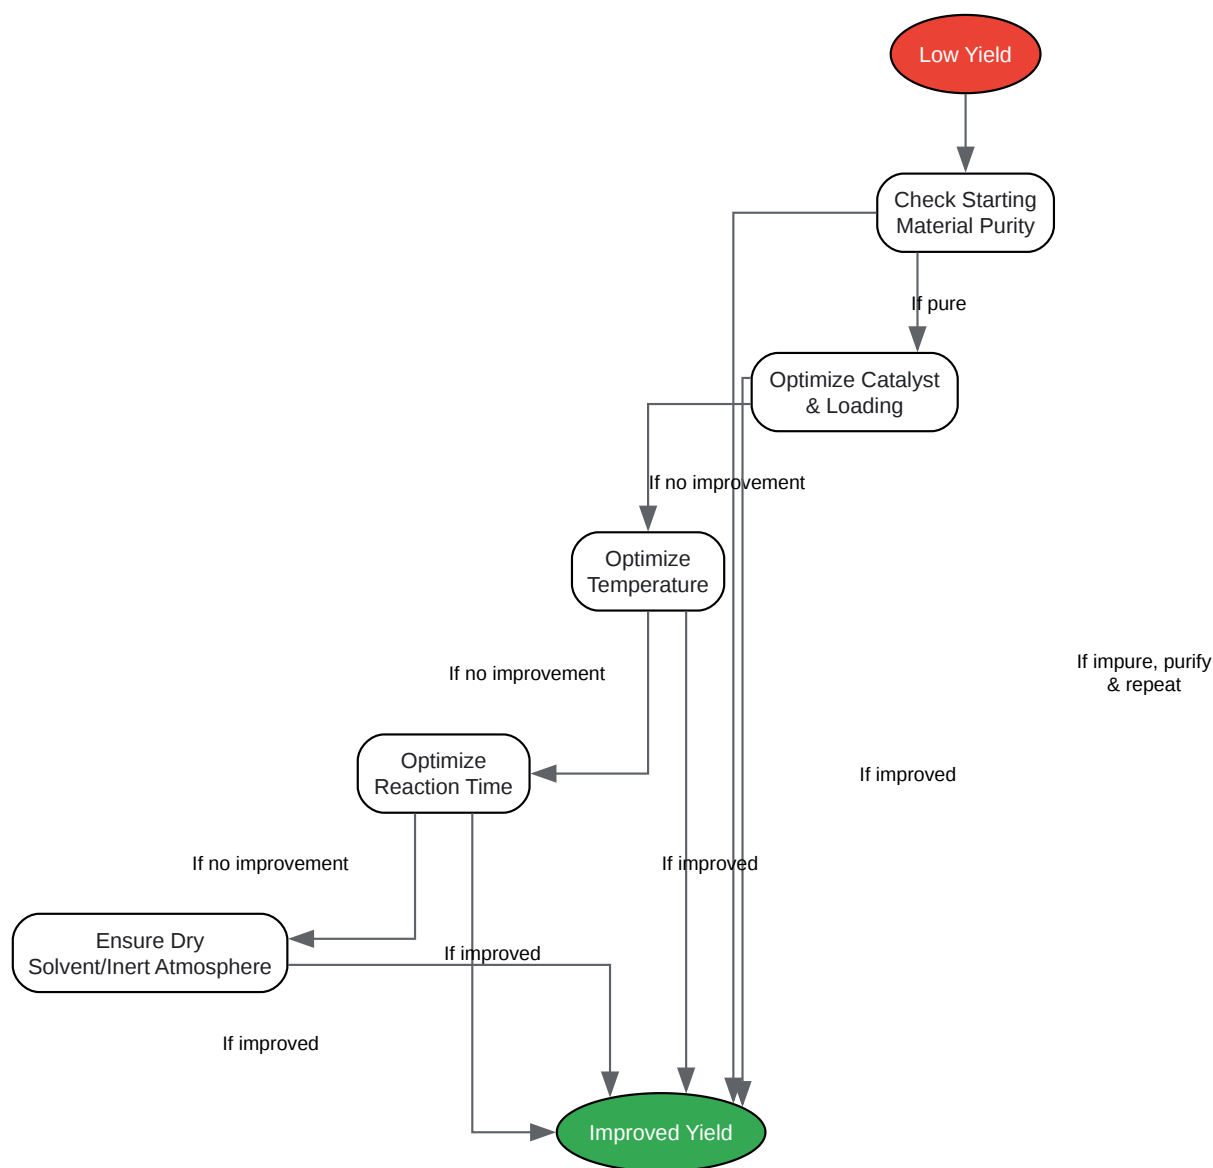 Low Yield
Check Starting
Material Purity
If pure
Optimize Catalyst
& Loading
If no improvement
Optimize
Temperature
If no improvement
If impure, purify
& repeat
Optimize
Reaction Time
If improved
If no improvement
If improved
Ensure Dry
Solvent/Inert Atmosphere
If improved
If improved
Improved Yield